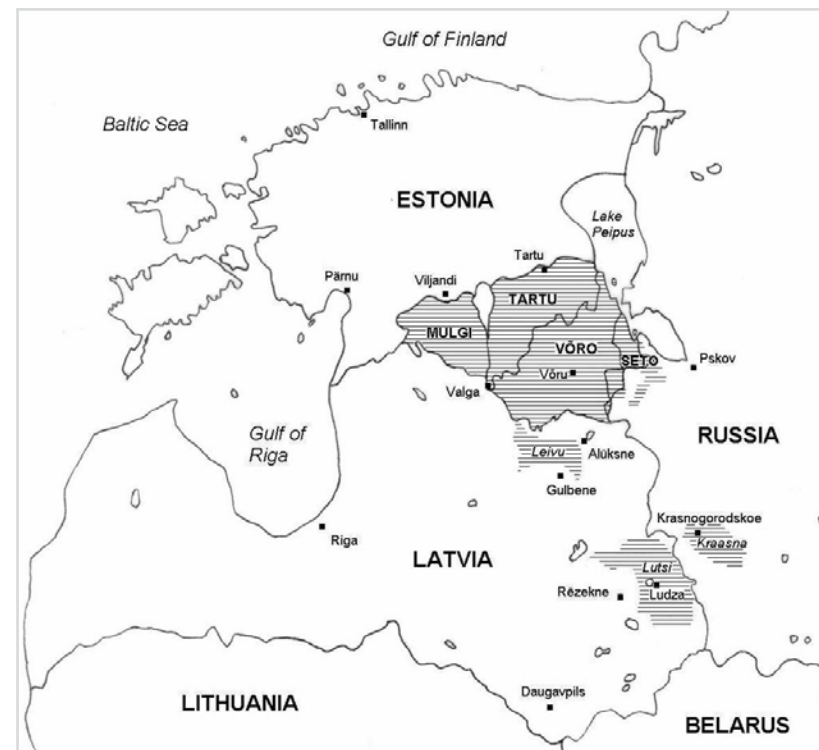 Gulf of Finland
Baltic Sea
Tallinn
ESTONIA
Lake
Peipus
Tartu
Pärnu
Viljandi
TARTU
MULGI
VÕRO
SETO
Pskov
Võru
Valga
Gulf of
Riga
RUSSIA
Leivu
Alūksne
Gulbene
Krasnogorodskoe
Kraasna
Riga
LATVIA
Lutsi
Rēzekne
Ludza
LITHUANIA
Daugavpils
BELARUS